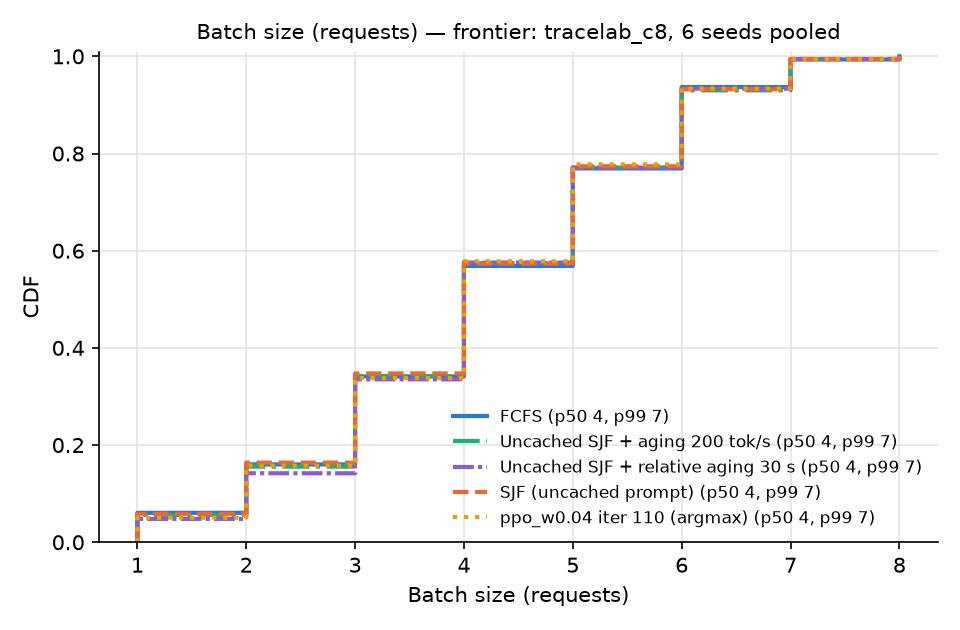 Batch size (requests) — frontier: tracelab_c8, 6 seeds pooled
1.0
0.8
0.6
0.4
0.2
0.0
CDF
FCFS (p50 4, p99 7)
Uncached SJF + aging 200 tok/s (p50 4, p99 7)
Uncached SJF + relative aging 30 s (p50 4, p99 7)
SJF (uncached prompt) (p50 4, p99 7)
ppo_w0.04 iter 110 (argmax) (p50 4, p99 7)
1 2 3 4 5 6 7 8
Batch size (requests)